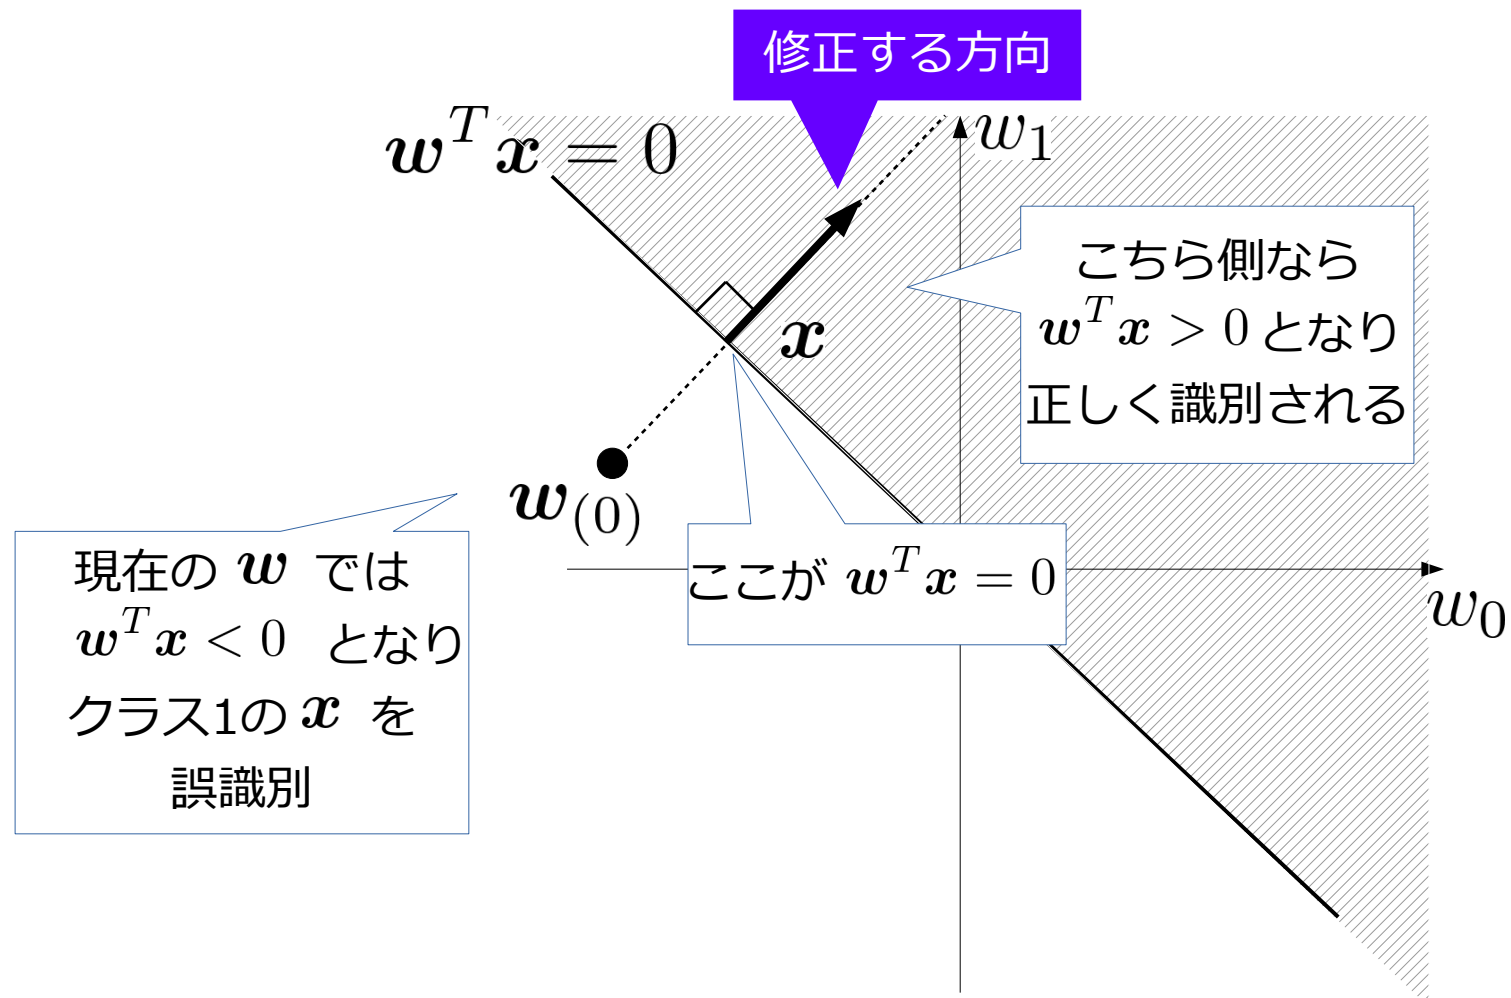 修正する方向
w^T x = 0
w_1
こちら側なら
w^T x > 0 となり
正しく識別される
x
w_(0)
現在の w では
w^T x < 0 となり
クラス1の x を
誤識別
ここが w^T x = 0
w_0